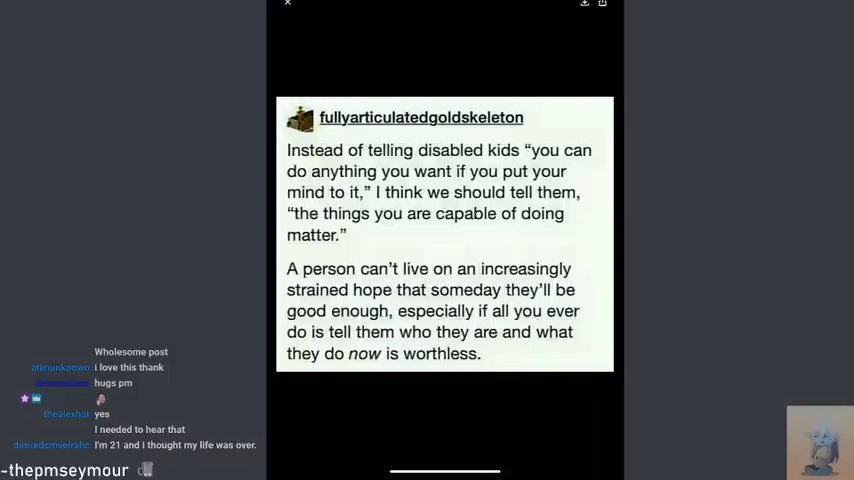 fullyarticulatedgoldskeleton
Instead of telling disabled kids “you can
do anything you want if you put your
mind to it,” I think we should tell them,
“the things you are capable of doing
matter.”
A person can’t live on an increasingly
strained hope that someday they’ll be
good enough, especially if all you ever
do is tell them who they are and what
they do now is worthless.
Wholesome post
alenunknown i love this thank
hugs pm
thealexhat yes
I needed to hear that
I'm 21 and I thought my life was over.
-thepmseymour